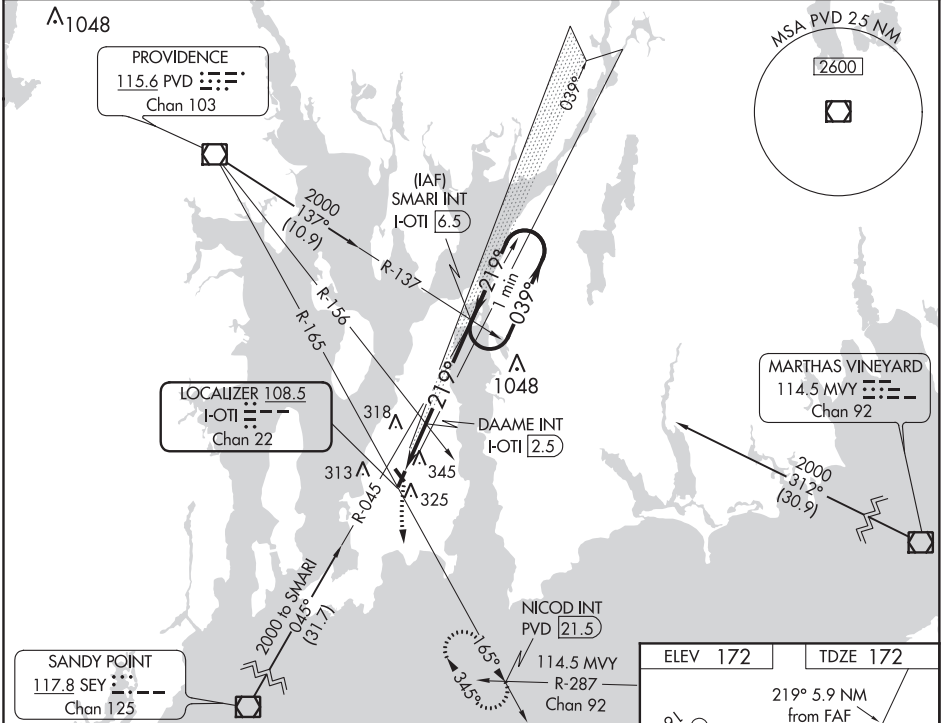 1048
PROVIDENCE
115.6 PVD
Chan 103
MSA PVD 25 NM
2600
039°
(IAF)
SMARI INT
I-OTI 6.5
2000
137°
(10.9)
R-137
R-156
R-165
219°
1 min
039°
219°
1048
LOCALIZER 108.5
I-OTI
Chan 22
318
DAAME INT
I-OTI 2.5
313
345
325
R-045
MARTHAS VINEYARD
114.5 MVY
Chan 92
2000
312°
(30.9)
2000 to SMARI
045°
(31.7)
SANDY POINT
117.8 SEY
Chan 125
NICOD INT
PVD 21.5
165°
345°
114.5 MVY
R-287
Chan 92
ELEV 172
TDZE 172
219° 5.9 NM
from FAF